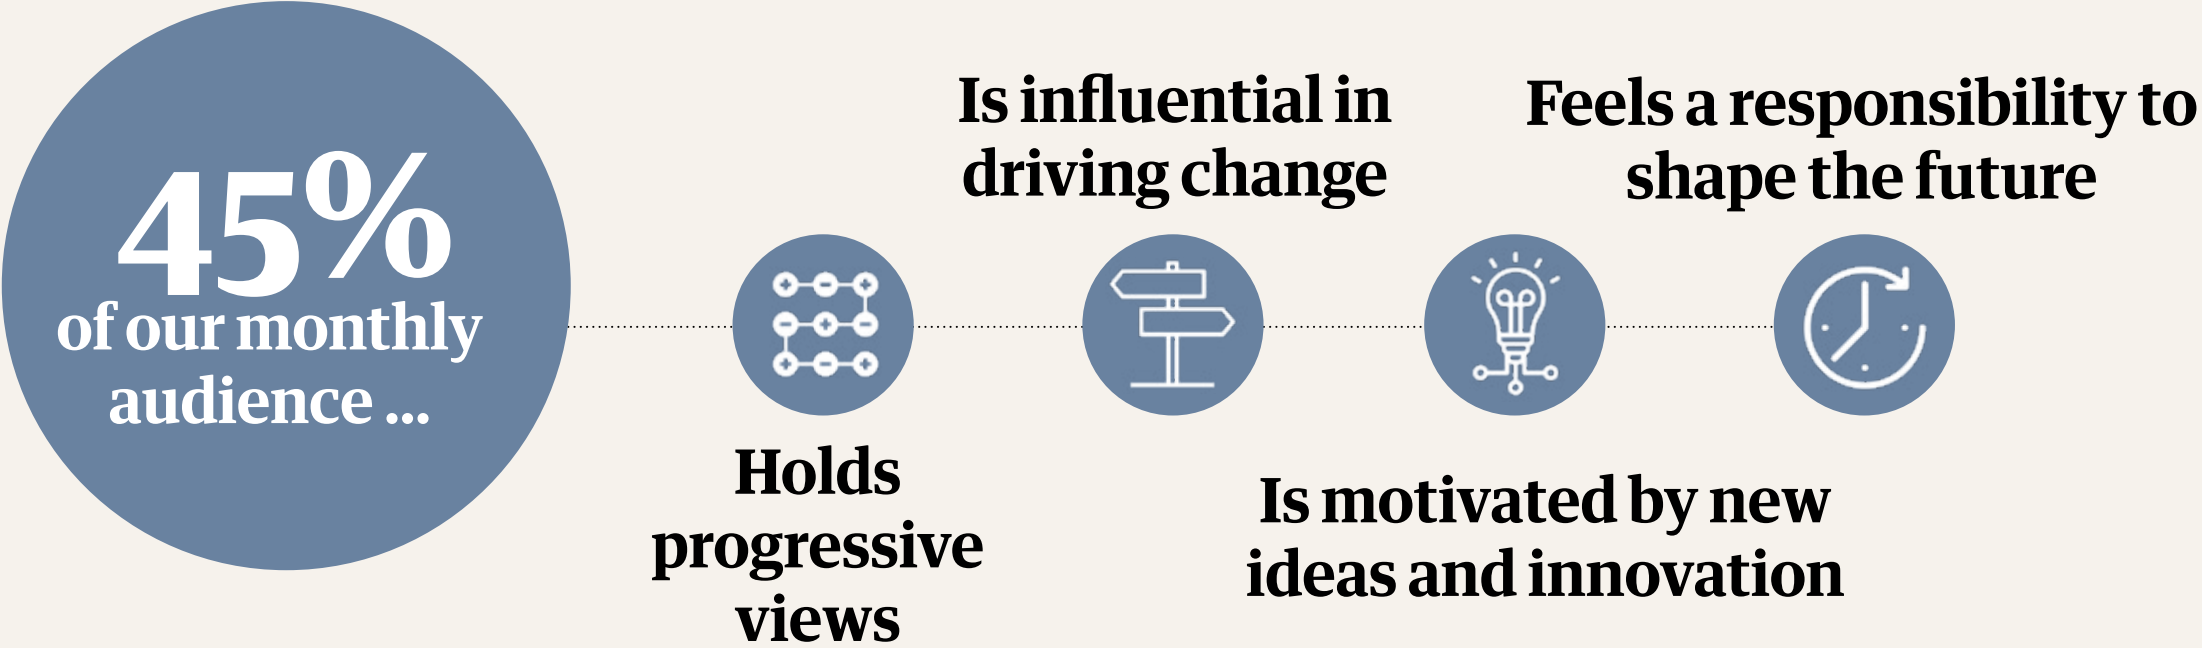 45%
of our monthly
audience ...
Holds
progressive
views
Is influential in
driving change
Is motivated by new
ideas and innovation
Feels a responsibility to
shape the future